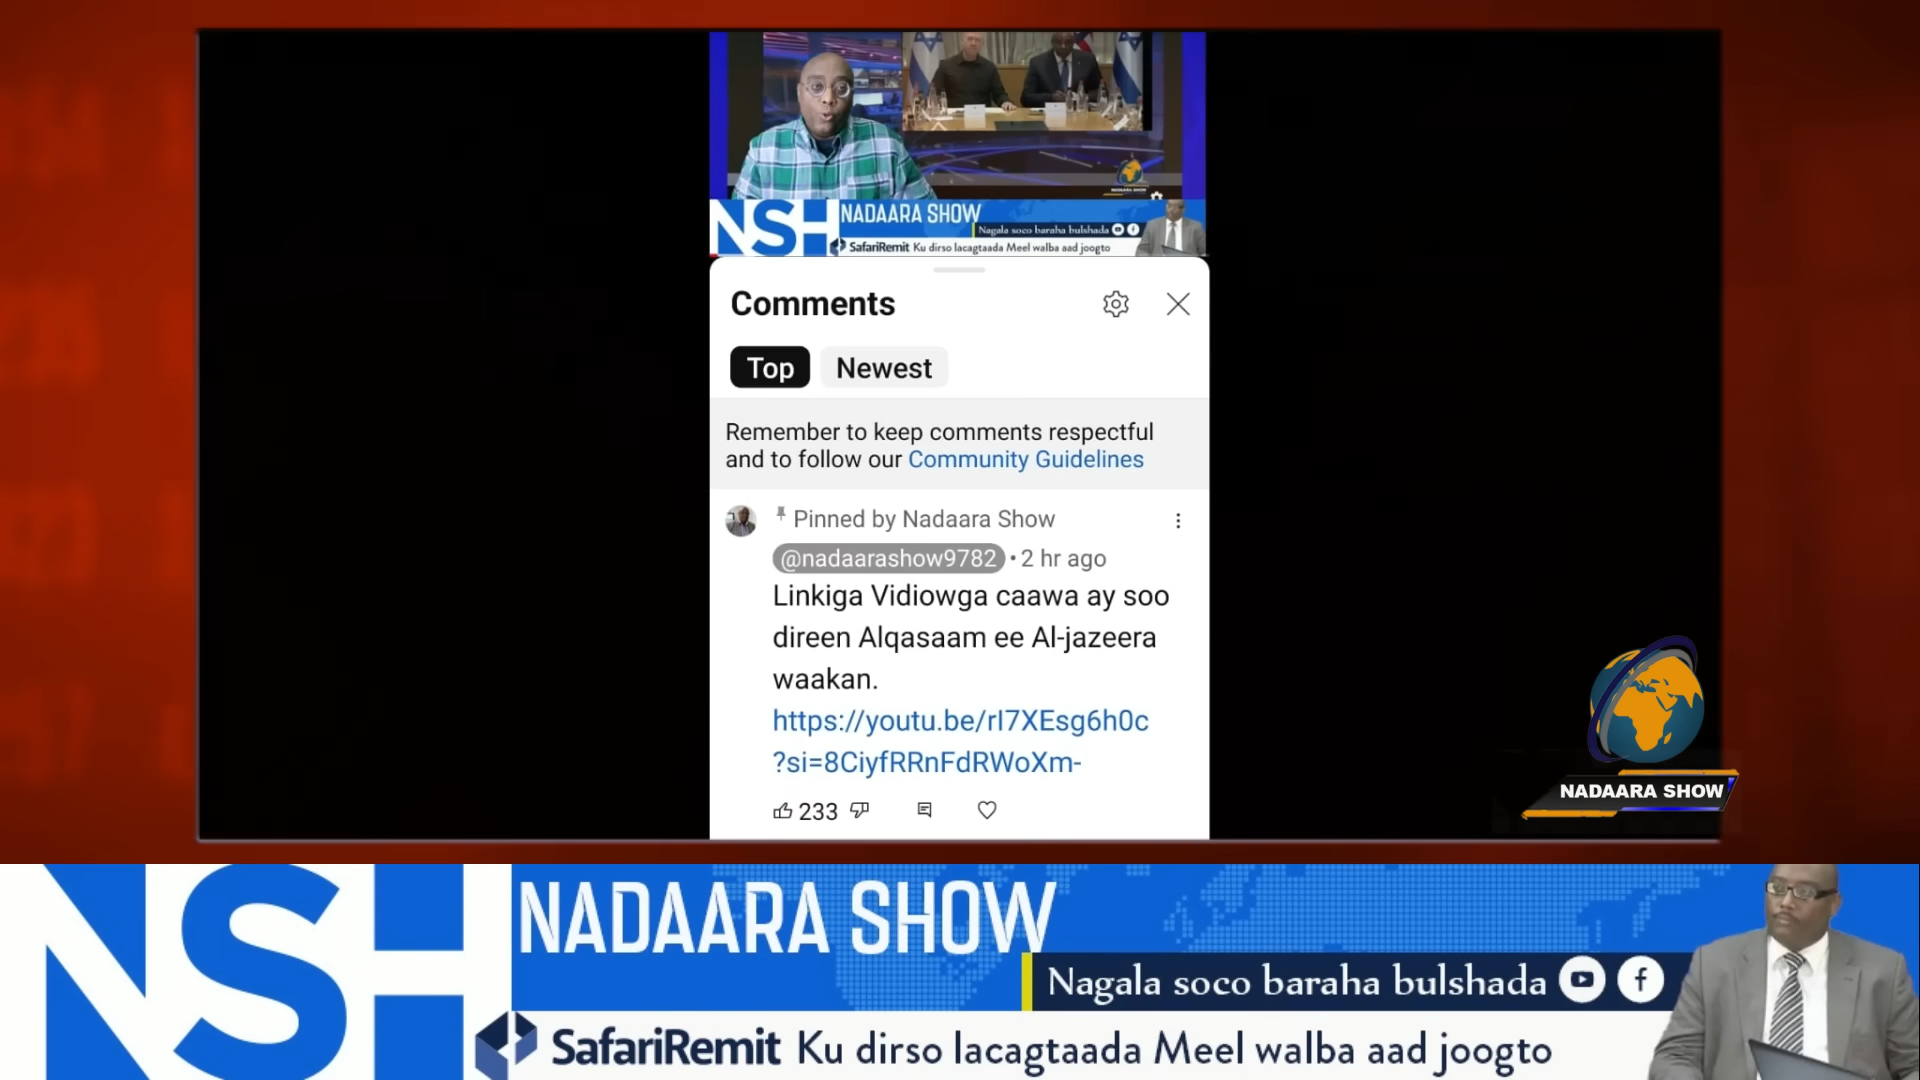 NSH
NADAARA SHOW
Nagala soco baraha bulshada
SafariRemit Ku dirso lacagtaada Meel walba aad joogto
Comments
Top Newest
Remember to keep comments respectful
and to follow our Community Guidelines
Pinned by Nadaara Show
@nadaarashow9782 • 2 hr ago
Linkiga Vidiowga caawa ay soo
direen Alqasaam ee Al-jazeera
waakan.
https://youtu.be/rI7XEsg6h0c
?si=8CiyfRRnFdRWoXm-
233
NADAARA SHOW
NSH
NADAARA SHOW
Nagala soco baraha bulshada
SafariRemit Ku dirso lacagtaada Meel walba aad joogto